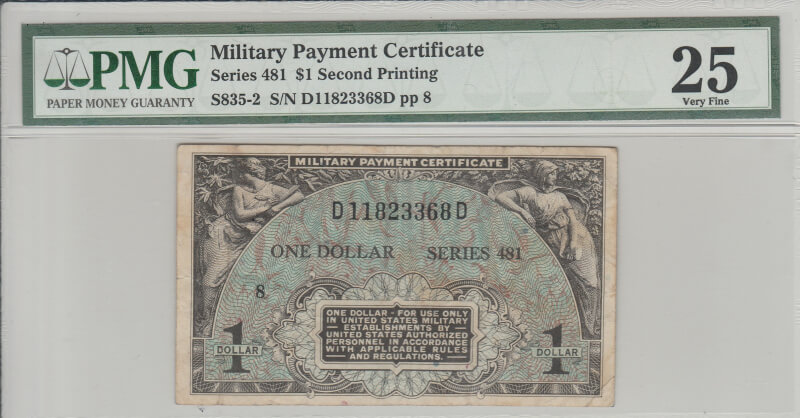 PMG
PAPER MONEY GUARANTY
Military Payment Certificate
Series 481 $1 Second Printing
S835-2 S/N D11823368D pp 8
25
Very Fine
MILITARY PAYMENT CERTIFICATE
D11823368D
ONE DOLLAR SERIES 481
8
ONE DOLLAR - FOR USE ONLY
IN UNITED STATES MILITARY
ESTABLISHMENTS BY
UNITED STATES AUTHORIZED
PERSONNEL IN ACCORDANCE
WITH APPLICABLE RULES
AND REGULATIONS.
1
DOLLAR
1
DOLLAR